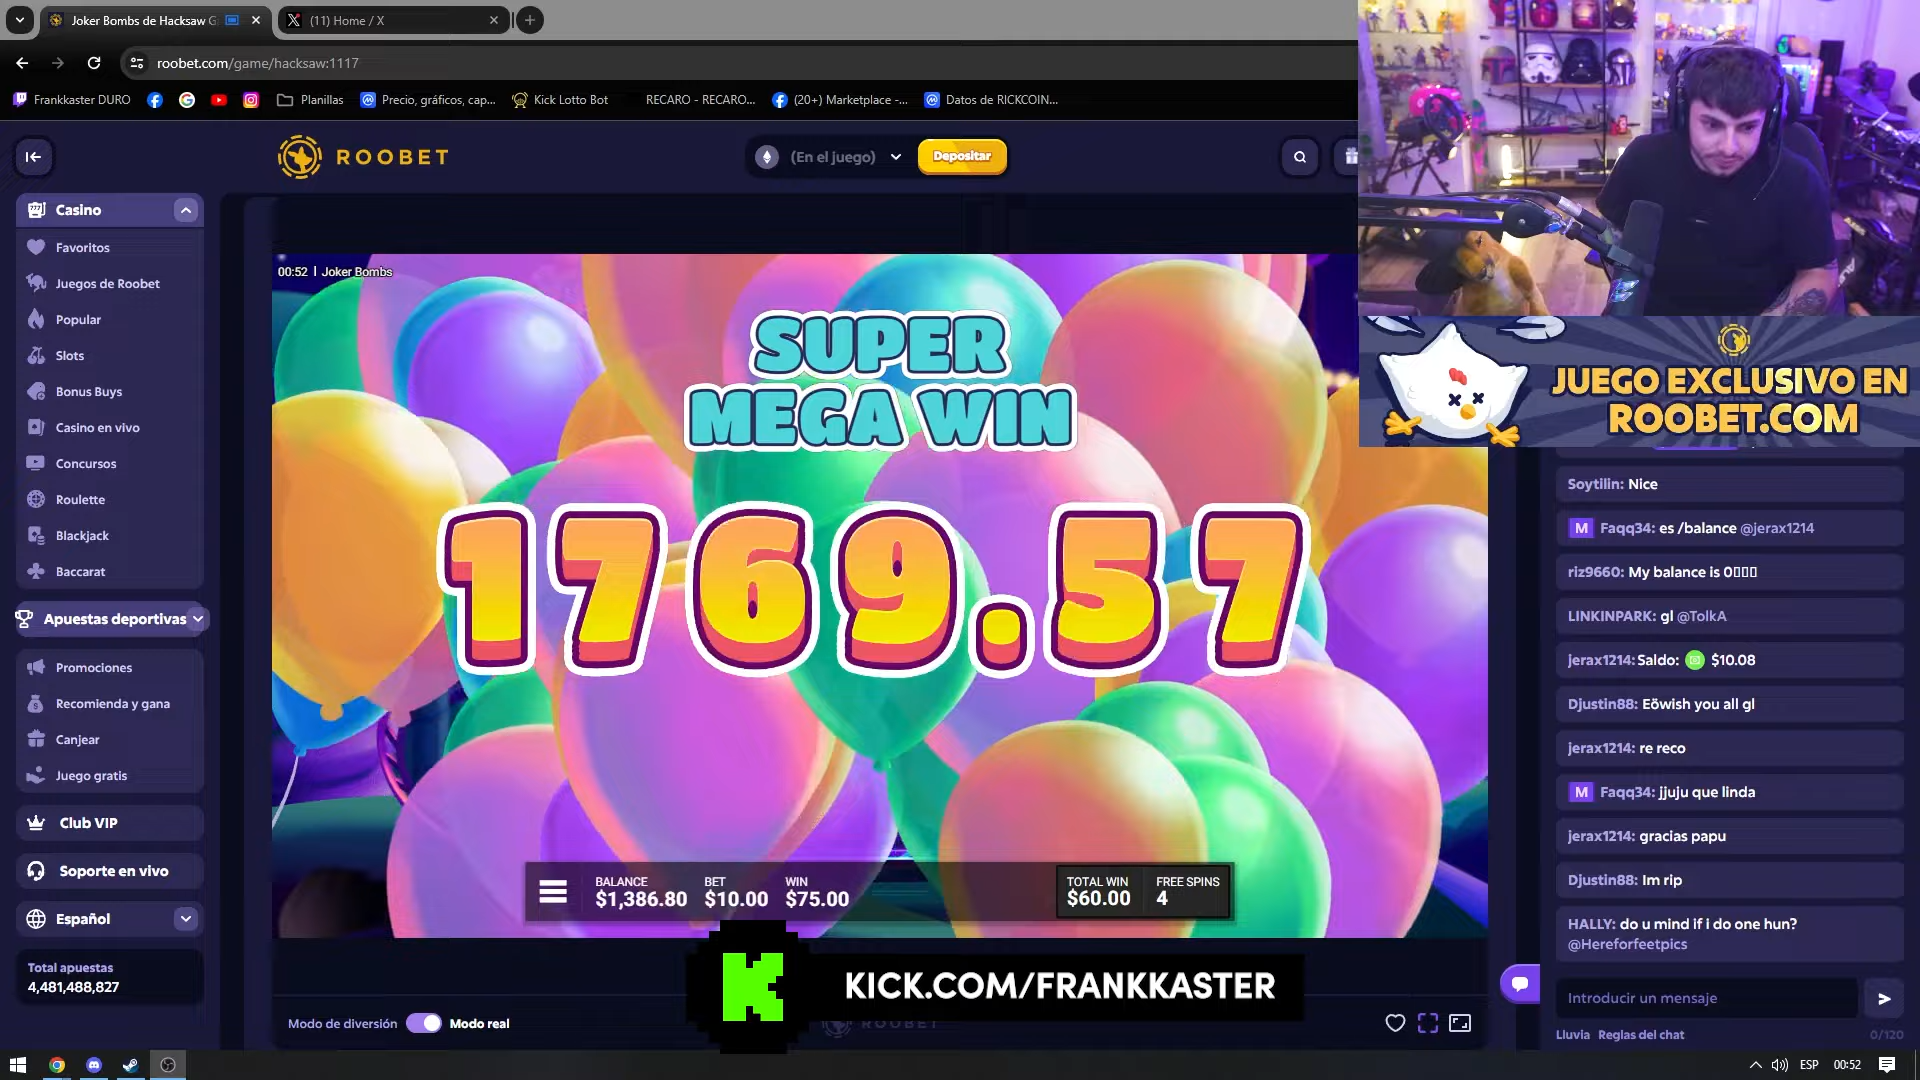 Joker Bombs de Hacksaw G
(11) Home / X
roobet.com/game/hacksaw:1117
Frankkaster DURO
Planillas
Precio, gráficos, cap...
Kick Lotto Bot
RECARO - RECARO...
(20+) Marketplace -...
Datos de RICKCOIN...
ROOBET
(En el juego)
Depositar
Casino
Favoritos
Juegos de Roobet
Popular
Slots
Bonus Buys
Casino en vivo
Concursos
Roulette
Blackjack
Baccarat
Apuestas deportivas
Promociones
Recomienda y gana
Canjear
Juego gratis
Club VIP
Soporte en vivo
Español
Total apuestas
4,481,488,827
00:52 | Joker Bombs
SUPER
MEGA WIN
1769.57
BALANCE
$1,386.80
BET
$10.00
WIN
$75.00
TOTAL WIN
$60.00
FREE SPINS
4
KICK.COM/FRANKKASTER
Modo de diversión
Modo real
ROOBET
JUEGO EXCLUSIVO EN
ROOBET.COM
Soytilin: Nice
M Faqq34: es /balance @jerax1214
riz9660: My balance is 0▯▯▯
LINKINPARK: gl @TolkA
jerax1214: Saldo: $10.08
Djustin88: Eöwish you all gl
jerax1214: re reco
M Faqq34: jjuju que linda
jerax1214: gracias papu
Djustin88: Im rip
HALLY: do u mind if i do one hun?
@Hereforfeetpics
Introducir un mensaje
Lluvia
Reglas del chat
0/120
ESP
00:52